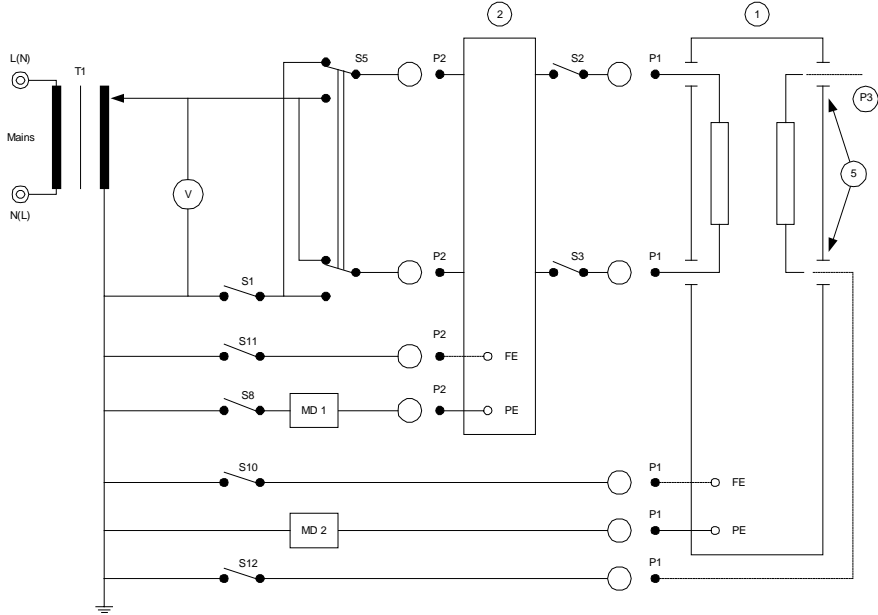 2
1
L(N)
T1
S5
P2
S2
P1
P3
Mains
V
5
N(L)
P2
S3
P1
S1
S11
P2
FE
S8
MD 1
P2
PE
S10
P1
FE
MD 2
P1
PE
S12
P1